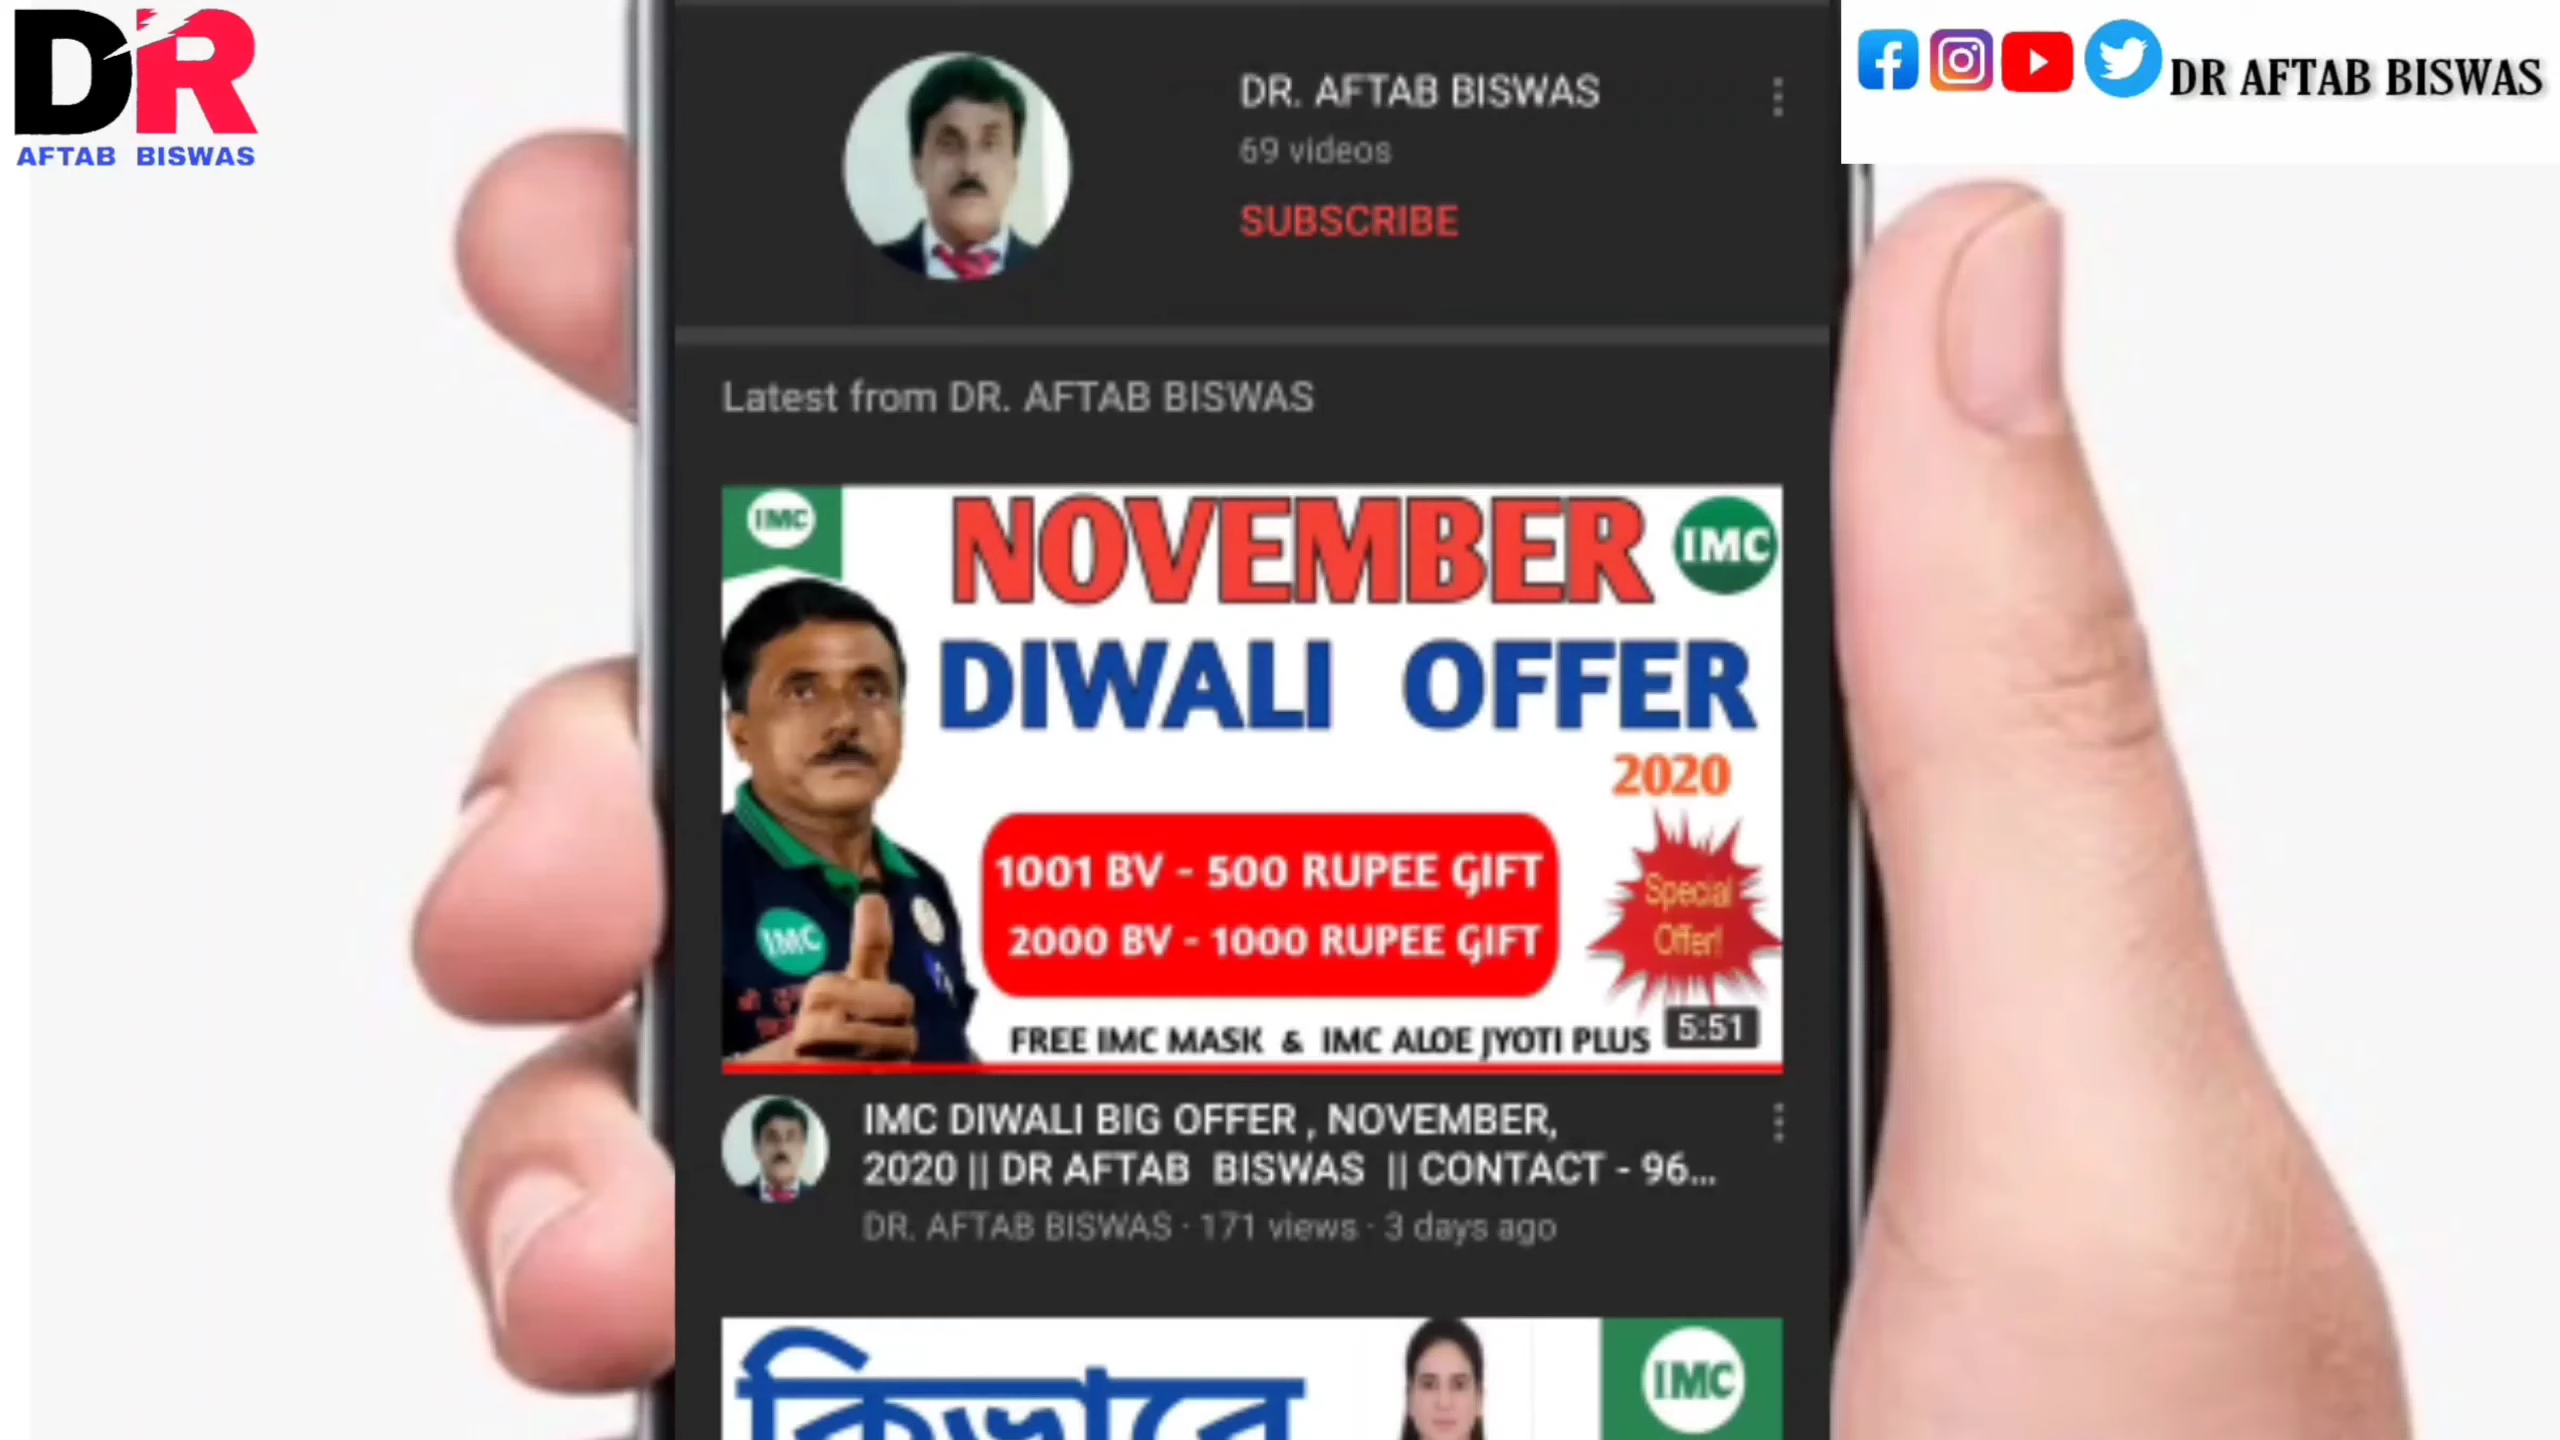 DR
AFTAB BISWAS
DR AFTAB BISWAS
DR. AFTAB BISWAS
69 videos
SUBSCRIBE
Latest from DR. AFTAB BISWAS
IMC
NOVEMBER
IMC
DIWALI OFFER
2020
1001 BV - 500 RUPEE GIFT
2000 BV - 1000 RUPEE GIFT
Special
Offer!
IMC
FREE IMC MASK & IMC ALOE JYOTI PLUS
5:51
IMC DIWALI BIG OFFER , NOVEMBER,
2020 || DR AFTAB BISWAS || CONTACT - 96...
DR. AFTAB BISWAS · 171 views · 3 days ago
কিভাবে
IMC